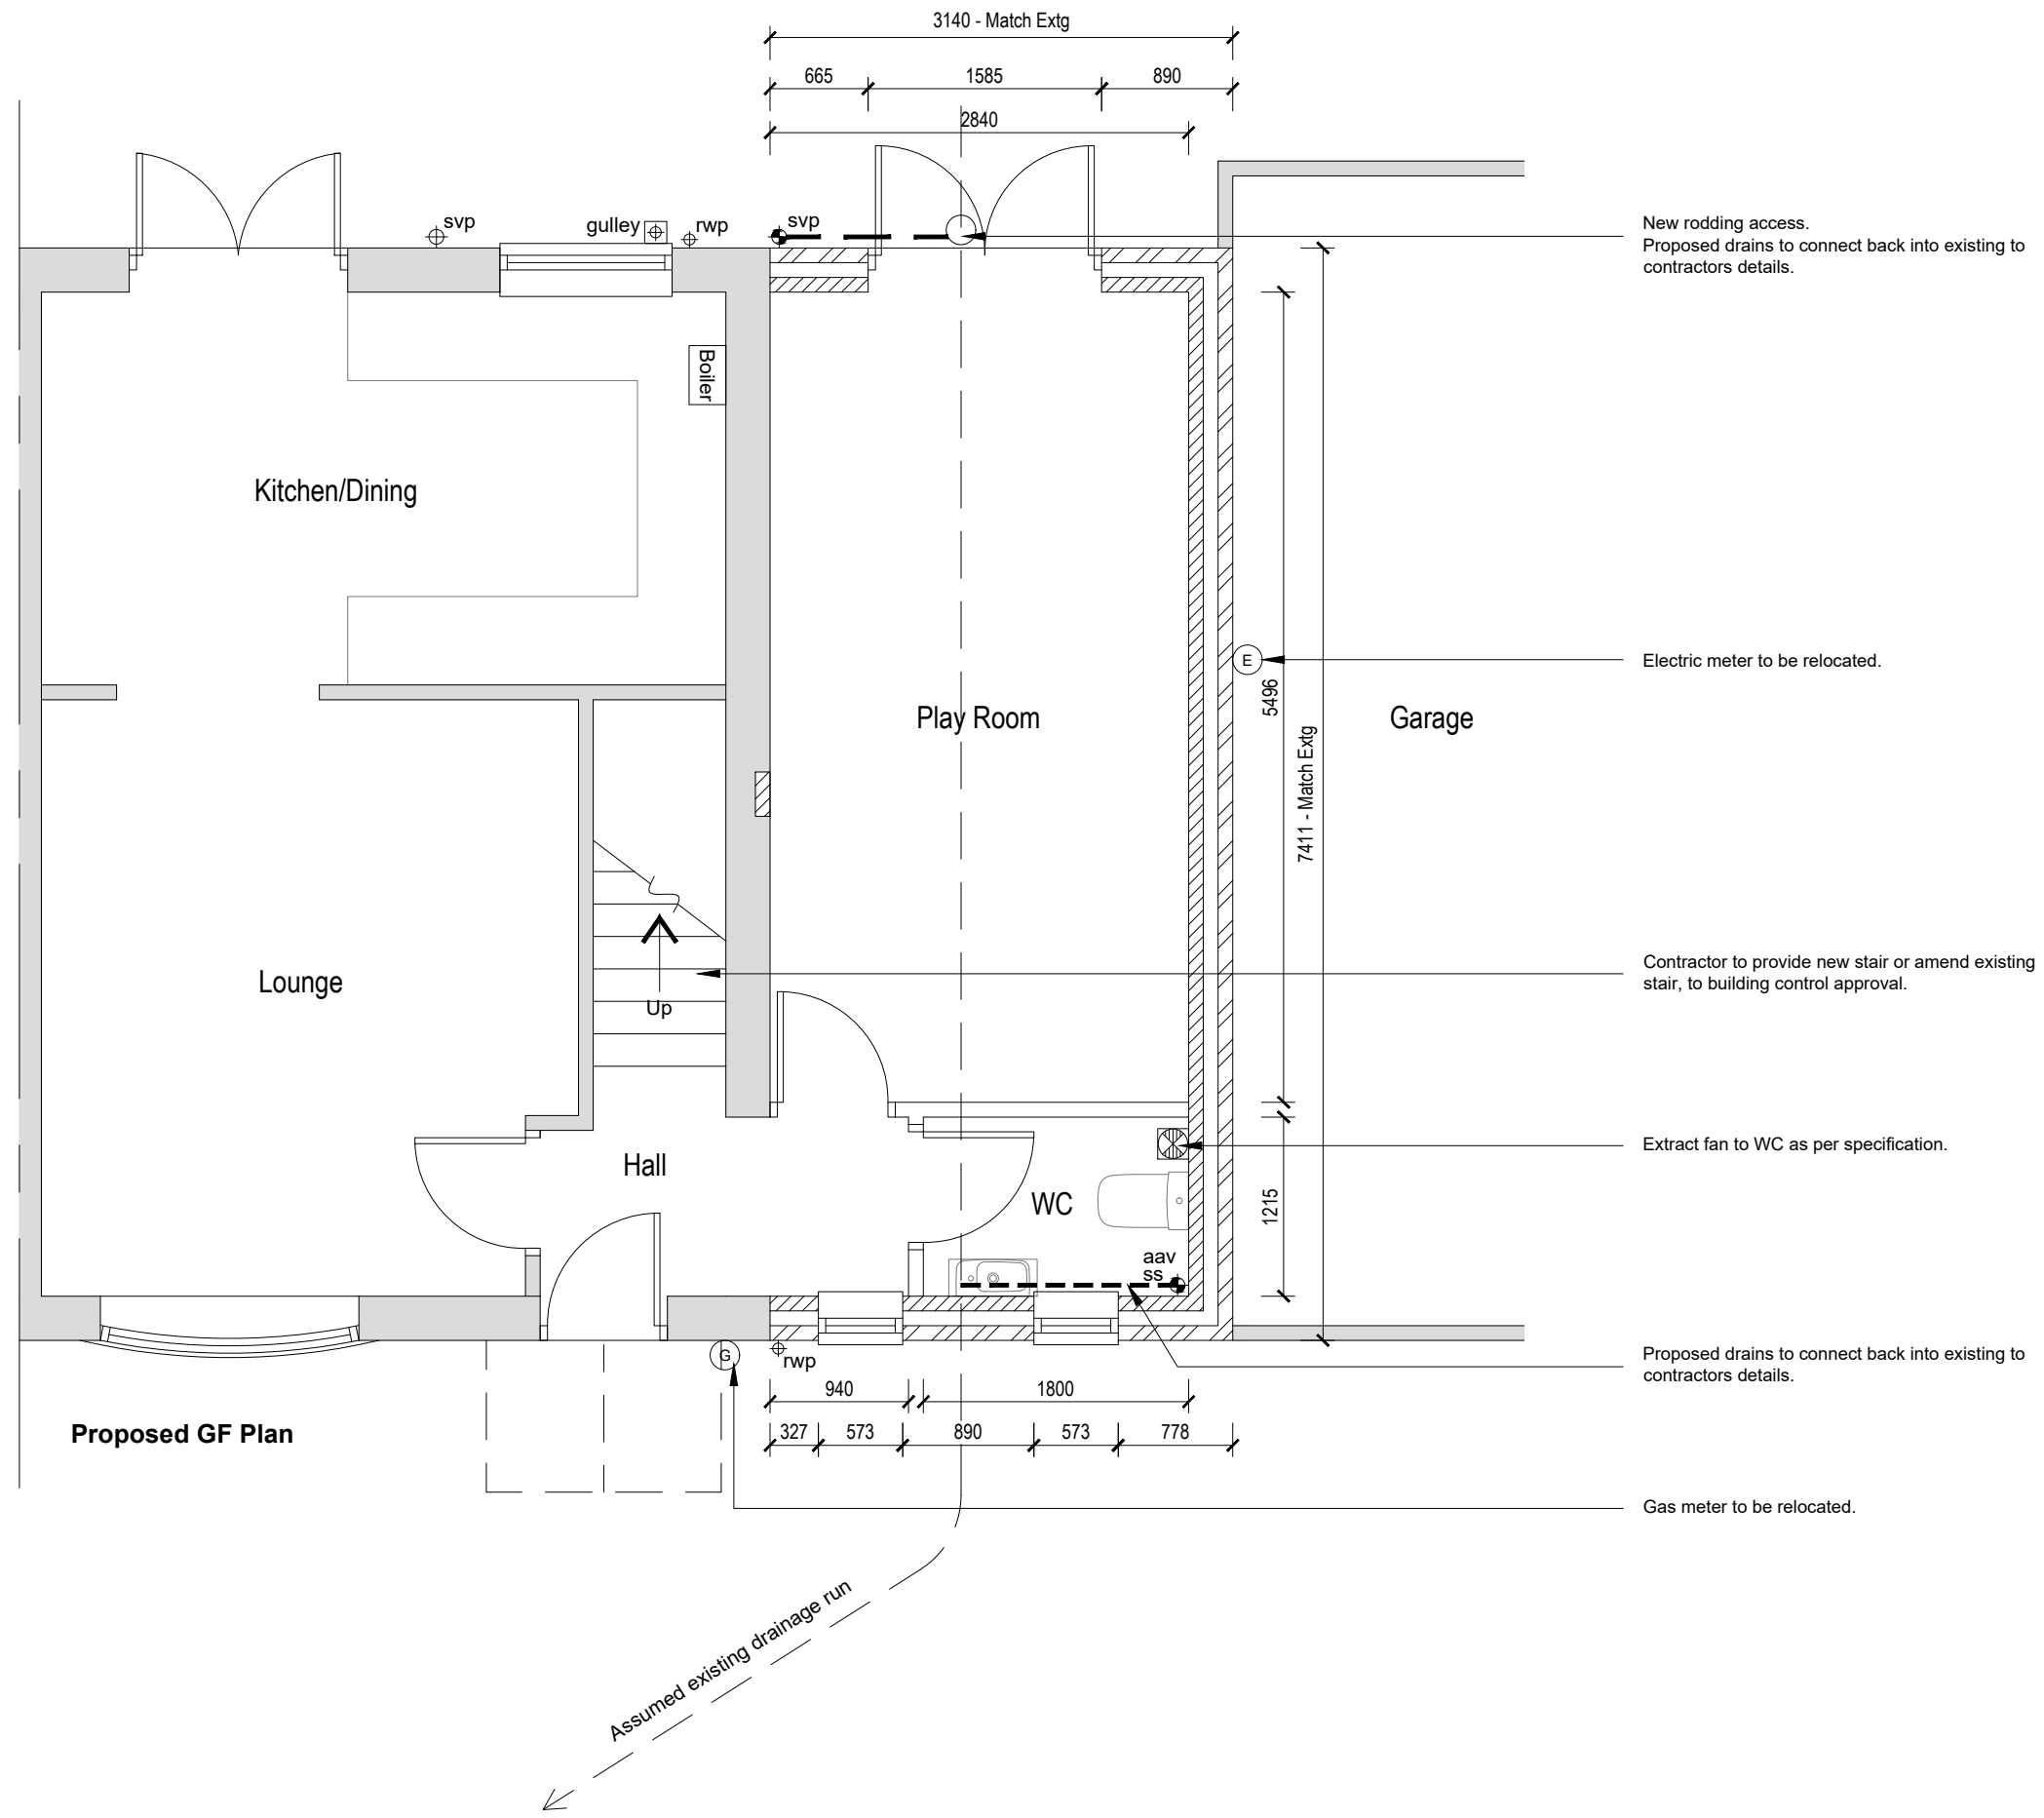 3140 - Match Extg
665
1585
890
2840
svp
gulley
rwp
svp
New rodding access.
Proposed drains to connect back into existing to
contractors details.
Boiler
Kitchen/Dining
Electric meter to be relocated.
E
5496
Play Room
Garage
7411 - Match Extg
Contractor to provide new stair or amend existing
stair, to building control approval.
Lounge
Up
Extract fan to WC as per specification.
Hall
WC
1215
aav
ss
G
rwp
Proposed drains to connect back into existing to
contractors details.
940
1800
327
573
890
573
778
Proposed GF Plan
Gas meter to be relocated.
Assumed existing drainage run